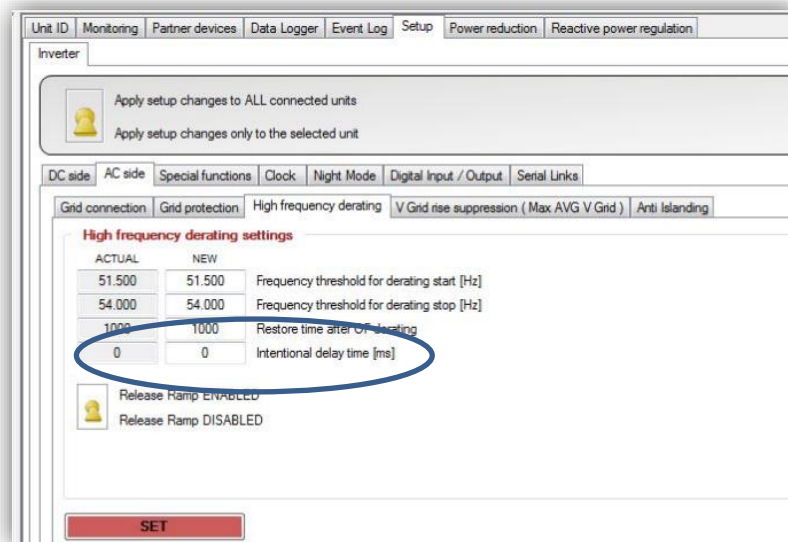 Unit ID Monitoring Partner devices Data Logger Event Log Setup Power reduction Reactive power regulation
Inverter
Apply setup changes to ALL connected units
Apply setup changes only to the selected unit
DC side AC side Special functions Clock Night Mode Digital Input / Output Serial Links
Grid connection Grid protection High frequency derating V Grid rise suppression ( Max AVG V Grid ) Anti Islanding
High frequency derating settings
ACTUAL NEW
51.500 51.500 Frequency threshold for derating start [Hz]
54.000 54.000 Frequency threshold for derating stop [Hz]
1000 1000 Restore time after OF derating
0 0 Intentional delay time [ms]
Release Ramp ENABLED
Release Ramp DISABLED
SET